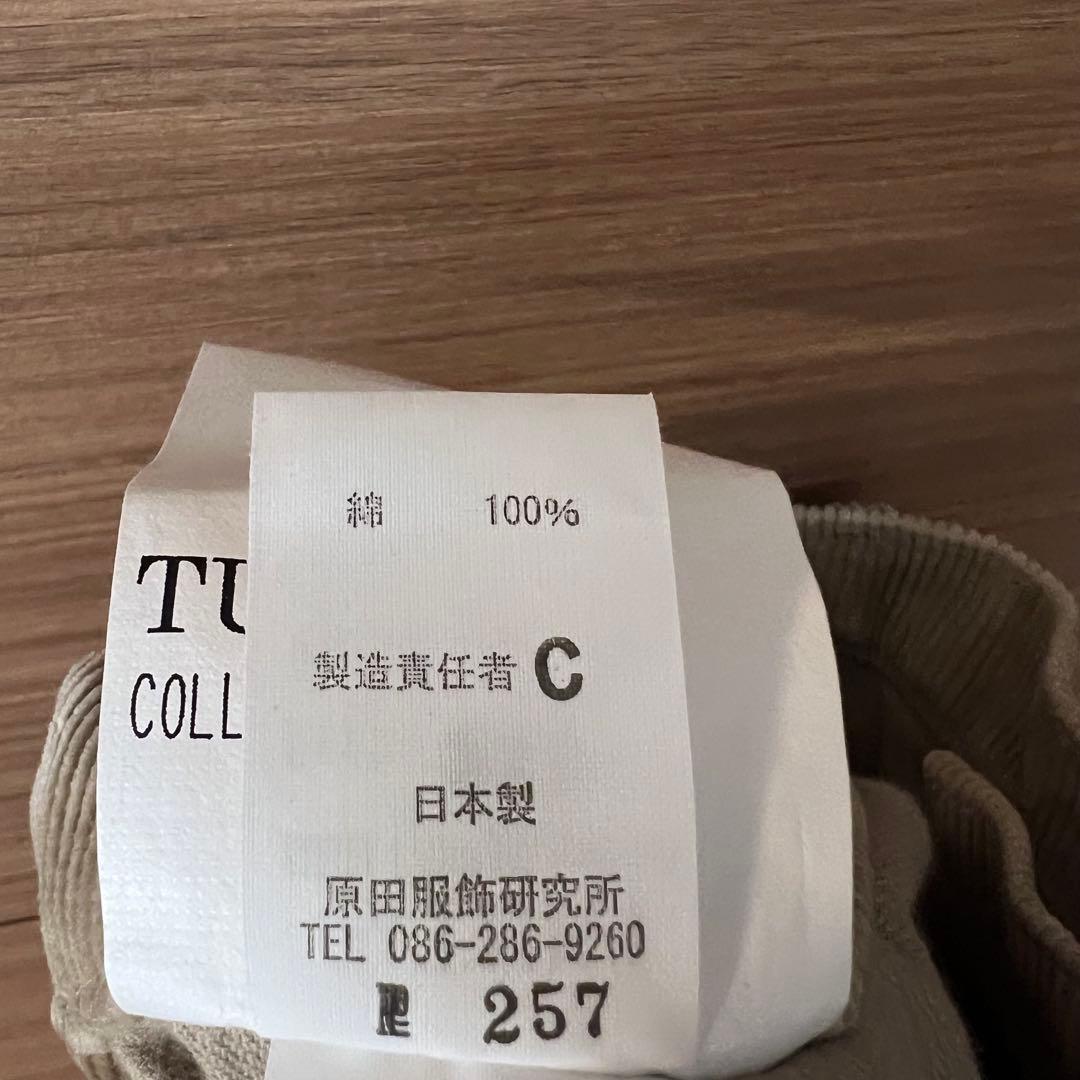 綿 100%
TU
COLL
製造責任者 C
日本製
原田服飾研究所
TEL 086-286-9260
257